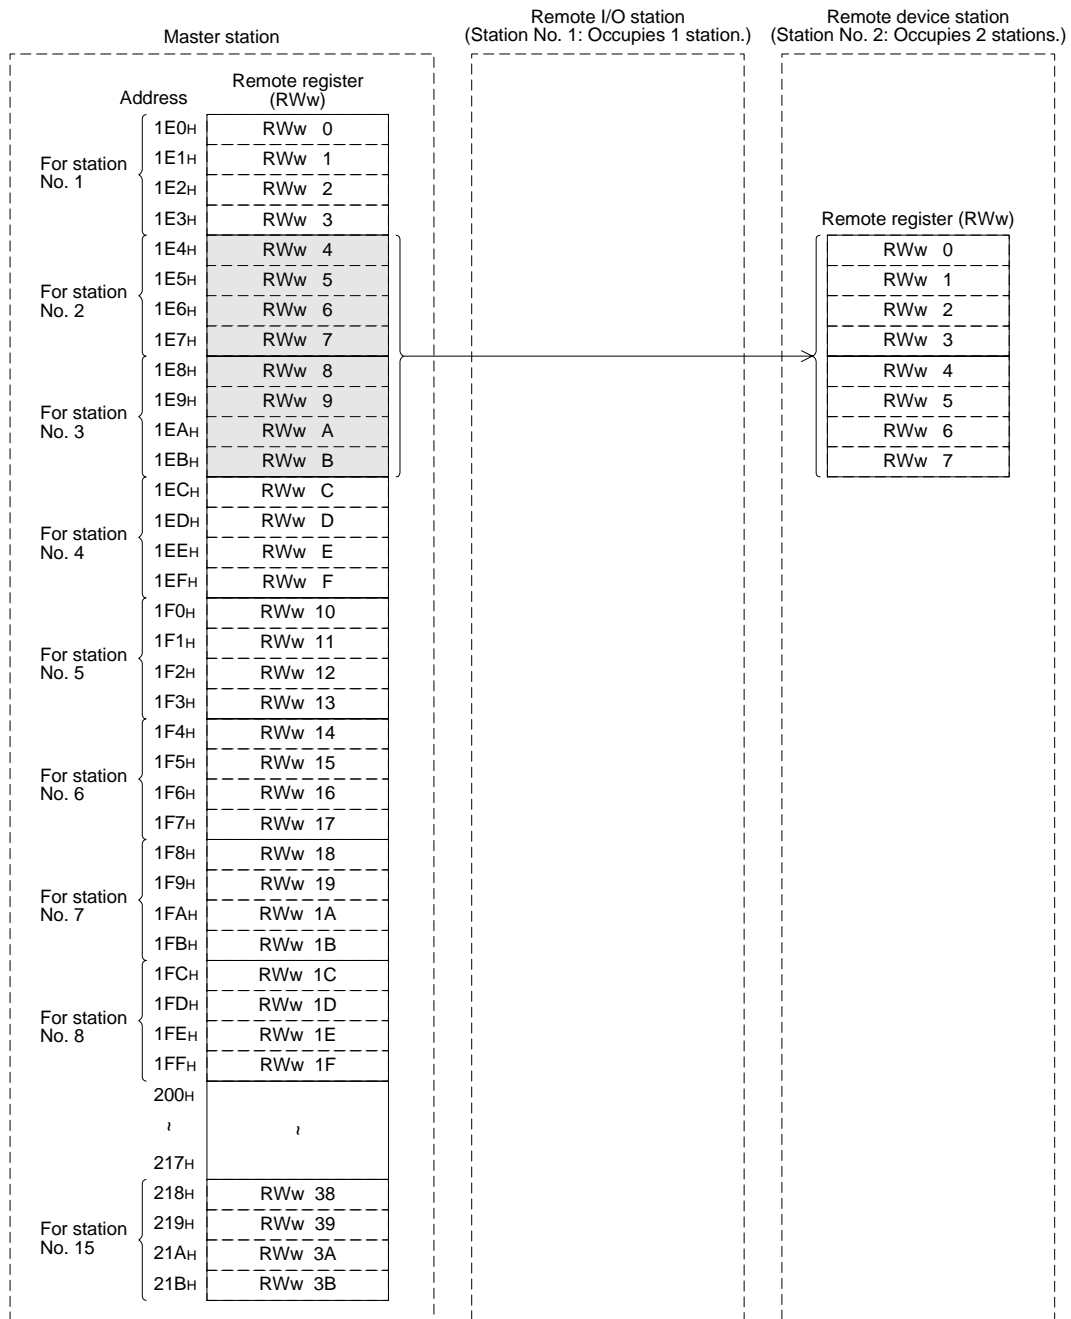 Master station
Remote I/O station
(Station No. 1: Occupies 1 station.)
Remote device station
(Station No. 2: Occupies 2 stations.)
Address
Remote register
(RWw)
For station
No. 1
1E0H RWw 0
1E1H RWw 1
1E2H RWw 2
1E3H RWw 3
For station
No. 2
1E4H RWw 4
1E5H RWw 5
1E6H RWw 6
1E7H RWw 7
For station
No. 3
1E8H RWw 8
1E9H RWw 9
1EAH RWw A
1EBH RWw B
For station
No. 4
1ECH RWw C
1EDH RWw D
1EEH RWw E
1EFH RWw F
For station
No. 5
1F0H RWw 10
1F1H RWw 11
1F2H RWw 12
1F3H RWw 13
For station
No. 6
1F4H RWw 14
1F5H RWw 15
1F6H RWw 16
1F7H RWw 17
For station
No. 7
1F8H RWw 18
1F9H RWw 19
1FAH RWw 1A
1FBH RWw 1B
For station
No. 8
1FCH RWw 1C
1FDH RWw 1D
1FEH RWw 1E
1FFH RWw 1F
200H
~ ~
217H
For station
No. 15
218H RWw 38
219H RWw 39
21AH RWw 3A
21BH RWw 3B
Remote register (RWw)
RWw 0
RWw 1
RWw 2
RWw 3
RWw 4
RWw 5
RWw 6
RWw 7